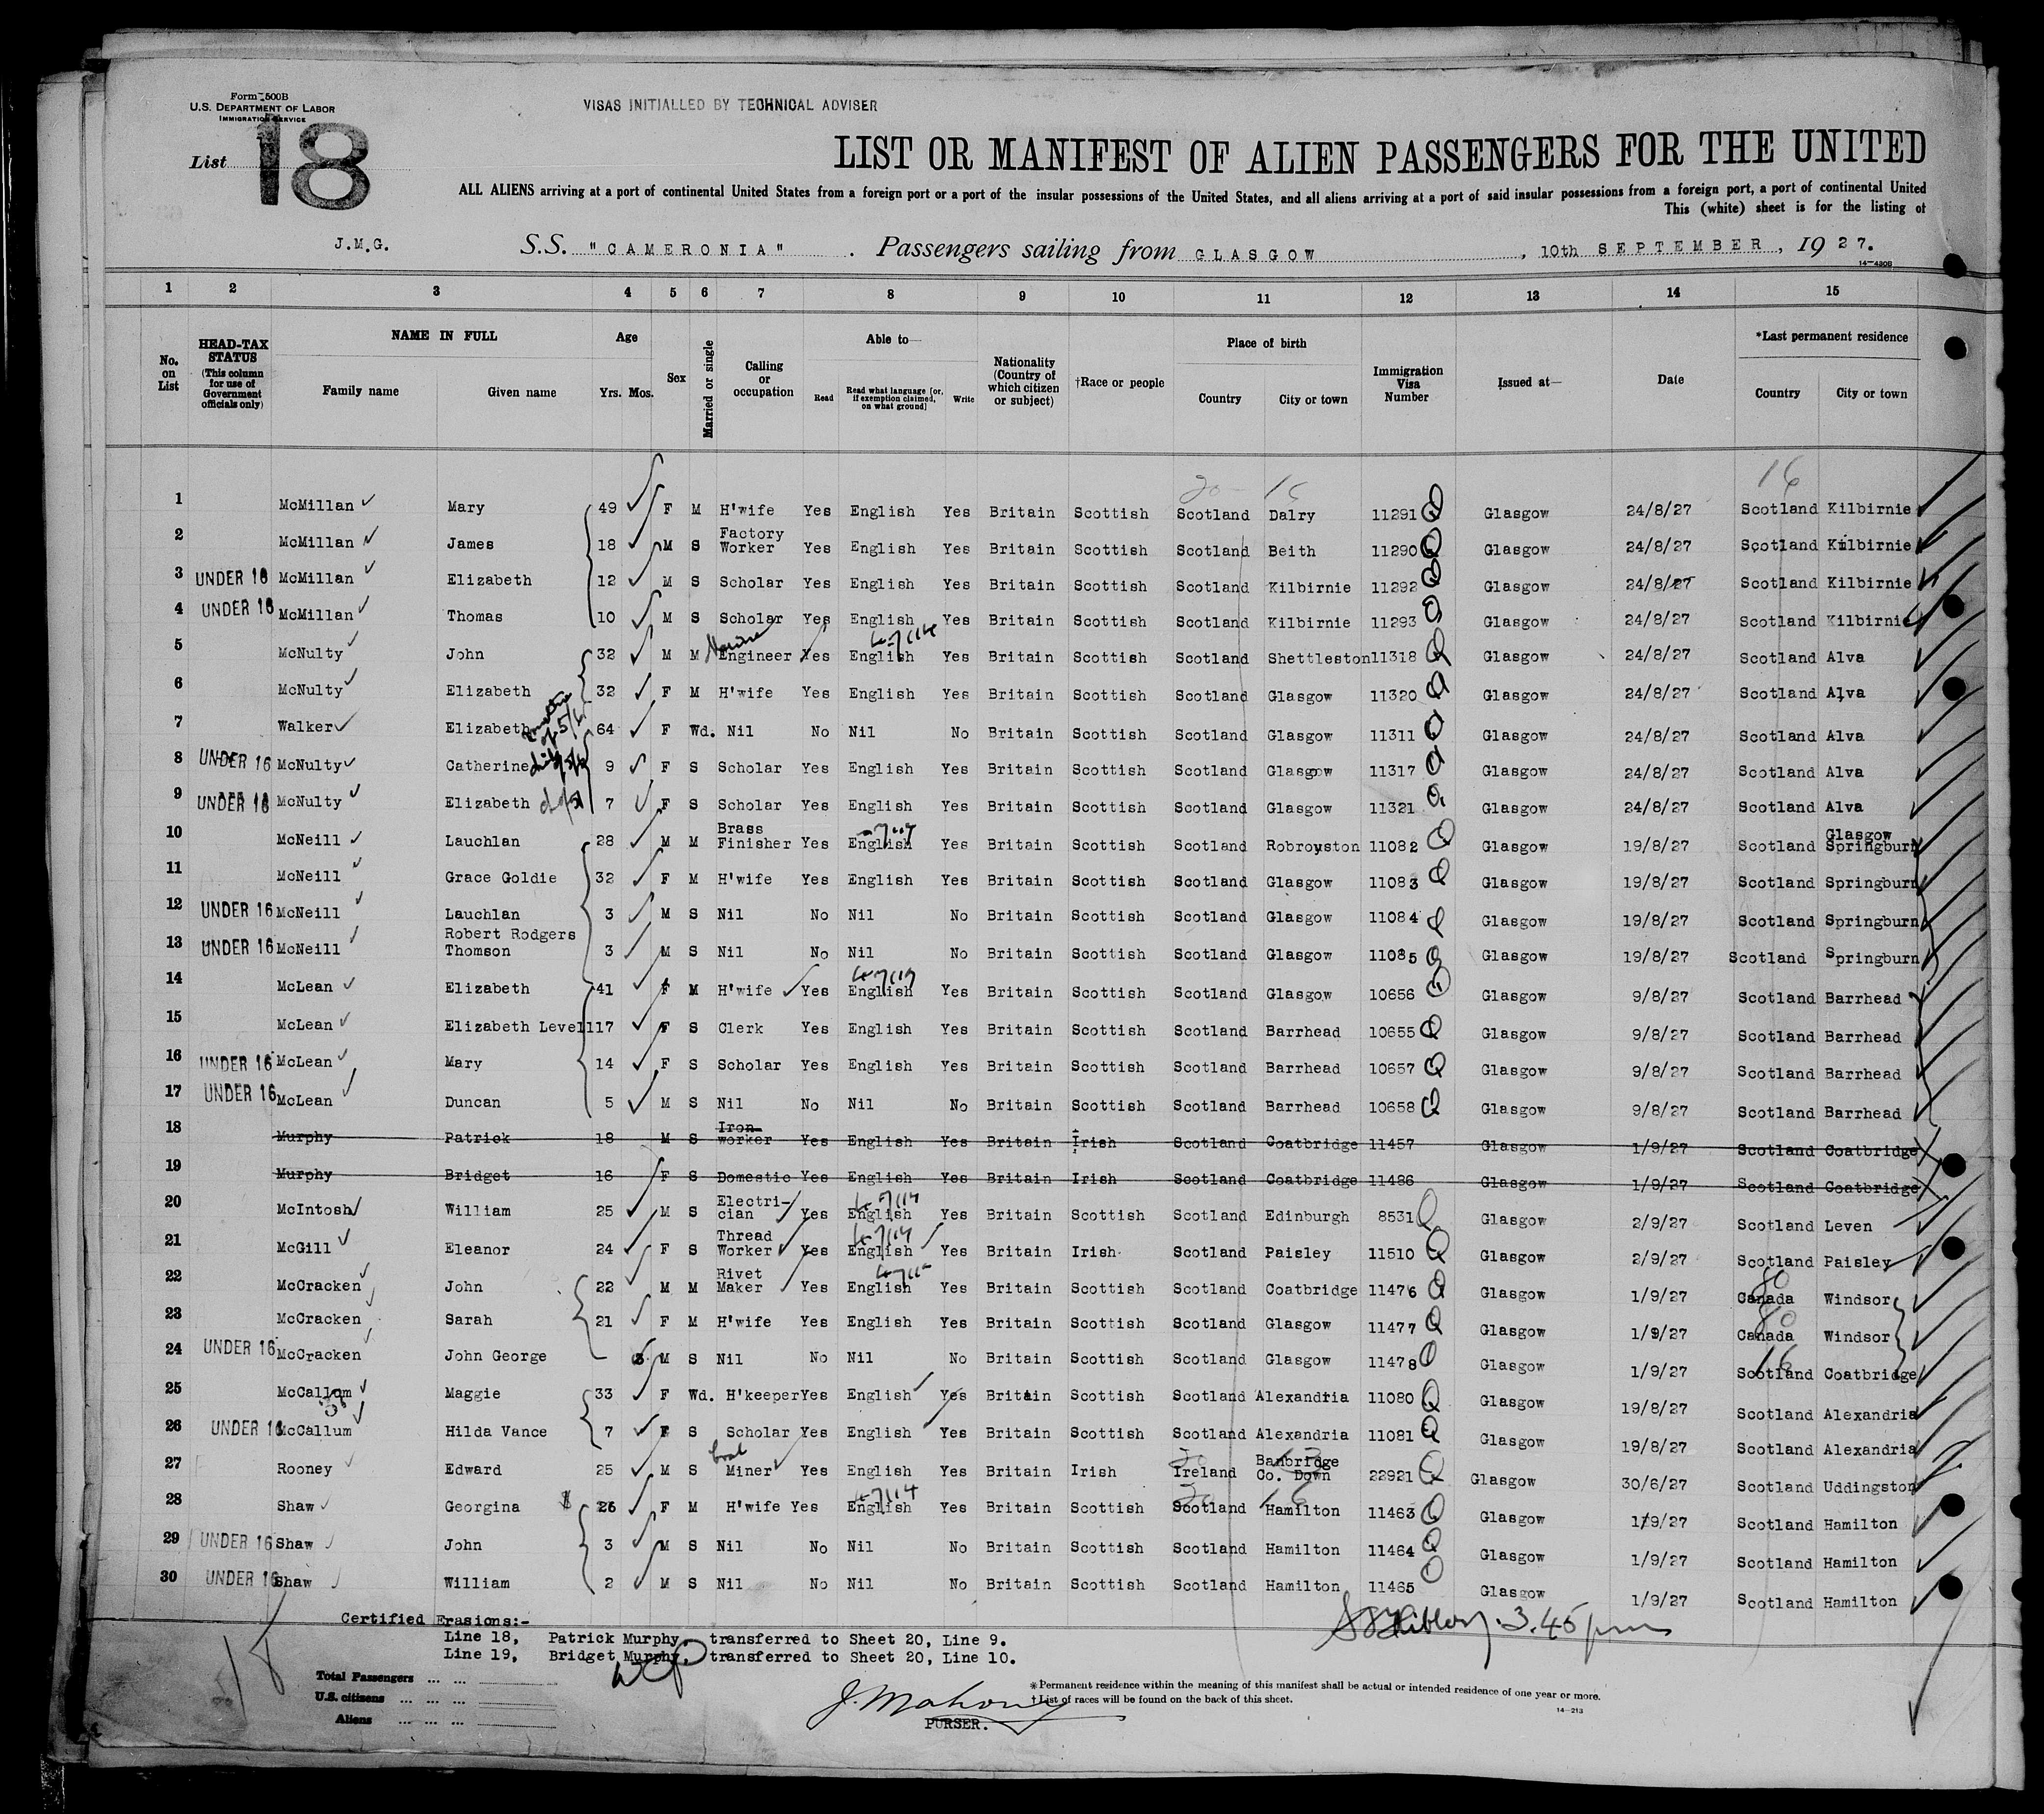 Form 500B
U.S. DEPARTMENT OF LABOR
IMMIGRATION SERVICE
VISAS INITIALLED BY TECHNICAL ADVISER
List 18
LIST OR MANIFEST OF ALIEN PASSENGERS FOR THE UNITED
ALL ALIENS arriving at a port of continental United States from a foreign port or a port of the insular possessions of the United States, and all aliens arriving at a port of said insular possessions from a foreign port, a port of continental United
This (white) sheet is for the listing of
J.M.G. S.S. "CAMERONIA" . Passengers sailing from GLASGOW, 10th SEPTEMBER, 1927.
14-430B
1 2 3 4 5 6 7 8 9 10 11 12 13 14 15
No. on List
HEAD-TAX STATUS (This column for use of Government officials only)
NAME IN FULL Family name Given name
Age Yrs. Mos.
Sex
Married or single
Calling or occupation
Able to— Read Read what language [or, if exemption claimed, on what ground] Write
Nationality (Country of which citizen or subject)
†Race or people
Place of birth Country City or town
Immigration Visa Number
Issued at—
Date
*Last permanent residence Country City or town
20 16 16
1 McMillan Mary 49 F M H'wife Yes English Yes Britain Scottish Scotland Dalry 11291 Glasgow 24/8/27 Scotland Kilbirnie
2 McMillan James 18 M S Factory Worker Yes English Yes Britain Scottish Scotland Beith 11290 Glasgow 24/8/27 Scotland Kilbirnie
3 UNDER 16 McMillan Elizabeth 12 M S Scholar Yes English Yes Britain Scottish Scotland Kilbirnie 11292 Glasgow 24/8/27 Scotland Kilbirnie
4 UNDER 16 McMillan Thomas 10 M S Scholar Yes English Yes Britain Scottish Scotland Kilbirnie 11293 Glasgow 24/8/27 Scotland Kilbirnie
5 McNulty John 32 M M Engineer Yes English Yes Britain Scottish Scotland Shettleston 11318 Glasgow 24/8/27 Scotland Alva
6 McNulty Elizabeth 32 F M H'wife Yes English Yes Britain Scottish Scotland Glasgow 11320 Glasgow 24/8/27 Scotland Alva
7 Walker Elizabeth 64 F Wd. Nil No Nil No Britain Scottish Scotland Glasgow 11311 Glasgow 24/8/27 Scotland Alva
8 UNDER 16 McNulty Catherine 9 F S Scholar Yes English Yes Britain Scottish Scotland Glasgow 11317 Glasgow 24/8/27 Scotland Alva
9 UNDER 16 McNulty Elizabeth 7 F S Scholar Yes English Yes Britain Scottish Scotland Glasgow 11321 Glasgow 24/8/27 Scotland Alva
10 McNeill Lauchlan 28 M M Brass Finisher Yes English Yes Britain Scottish Scotland Robroyston 11082 Glasgow 19/8/27 Scotland Glasgow Springburn
11 McNeill Grace Goldie 32 F M H'wife Yes English Yes Britain Scottish Scotland Glasgow 11083 Glasgow 19/8/27 Scotland Springburn
12 UNDER 16 McNeill Lauchlan 3 M S Nil No Nil No Britain Scottish Scotland Glasgow 11084 Glasgow 19/8/27 Scotland Springburn
13 UNDER 16 McNeill Robert Rodgers Thomson 3 M S Nil No Nil No Britain Scottish Scotland Glasgow 11085 Glasgow 19/8/27 Scotland Springburn
14 McLean Elizabeth 41 F M H'wife Yes English Yes Britain Scottish Scotland Glasgow 10656 Glasgow 9/8/27 Scotland Barrhead
15 McLean Elizabeth Levell 17 F S Clerk Yes English Yes Britain Scottish Scotland Barrhead 10655 Glasgow 9/8/27 Scotland Barrhead
16 UNDER 16 McLean Mary 14 F S Scholar Yes English Yes Britain Scottish Scotland Barrhead 10657 Glasgow 9/8/27 Scotland Barrhead
17 UNDER 16 McLean Duncan 5 M S Nil No Nil No Britain Scottish Scotland Barrhead 10658 Glasgow 9/8/27 Scotland Barrhead
18 Murphy Patrick 18 M S Iron worker Yes English Yes Britain Irish Scotland Coatbridge 11457 Glasgow 1/9/27 Scotland Coatbridge
19 Murphy Bridget 16 F S Domestic Yes English Yes Britain Irish Scotland Coatbridge 11486 Glasgow 1/9/27 Scotland Coatbridge
20 McIntosh William 25 M S Electri-cian Yes English Yes Britain Scottish Scotland Edinburgh 8531 Glasgow 2/9/27 Scotland Leven
21 McGill Eleanor 24 F S Thread Worker Yes English Yes Britain Irish Scotland Paisley 11510 Glasgow 2/9/27 Scotland Paisley
22 McCracken John 22 M M Rivet Maker Yes English Yes Britain Scottish Scotland Coatbridge 11476 Glasgow 1/9/27 Canada Windsor
23 McCracken Sarah 21 F M H'wife Yes English Yes Britain Scottish Scotland Glasgow 11477 Glasgow 1/9/27 Canada Windsor
24 UNDER 16 McCracken John George 3 M S Nil No Nil No Britain Scottish Scotland Glasgow 11478 Glasgow 1/9/27 Scotland Coatbridge
25 McCallum Maggie 33 F Wd. H'keeper Yes English Yes Britain Scottish Scotland Alexandria 11080 Glasgow 19/8/27 Scotland Alexandria
26 UNDER 16 McCallum Hilda Vance 7 F S Scholar Yes English Yes Britain Scottish Scotland Alexandria 11081 Glasgow 19/8/27 Scotland Alexandria
27 Rooney Edward 25 M S Coal Miner Yes English Yes Britain Irish Ireland Banbridge Co. Down 22921 Glasgow 30/6/27 Scotland Uddingston
28 Shaw Georgina 26 F M H'wife Yes English Yes Britain Scottish Scotland Hamilton 11463 Glasgow 1/9/27 Scotland Hamilton
29 UNDER 16 Shaw John 3 M S Nil No Nil No Britain Scottish Scotland Hamilton 11464 Glasgow 1/9/27 Scotland Hamilton
30 UNDER 16 Shaw William 2 M S Nil No Nil No Britain Scottish Scotland Hamilton 11465 Glasgow 1/9/27 Scotland Hamilton
Certified Erasions:-
3.45 pm
Line 18, Patrick Murphy, transferred to Sheet 20, Line 9.
Line 19, Bridget Murphy, transferred to Sheet 20, Line 10.
Total Passengers ... ...
U.S. citizens ... ... ...
Aliens ... ... ...
J. Mahony
PURSER.
*Permanent residence within the meaning of this manifest shall be actual or intended residence of one year or more.
†List of races will be found on the back of this sheet.
14-213